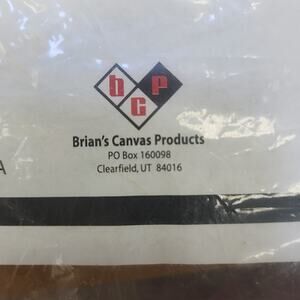 b P
C
Brian's Canvas Products
PO Box 160098
Clearfield, UT 84016
A